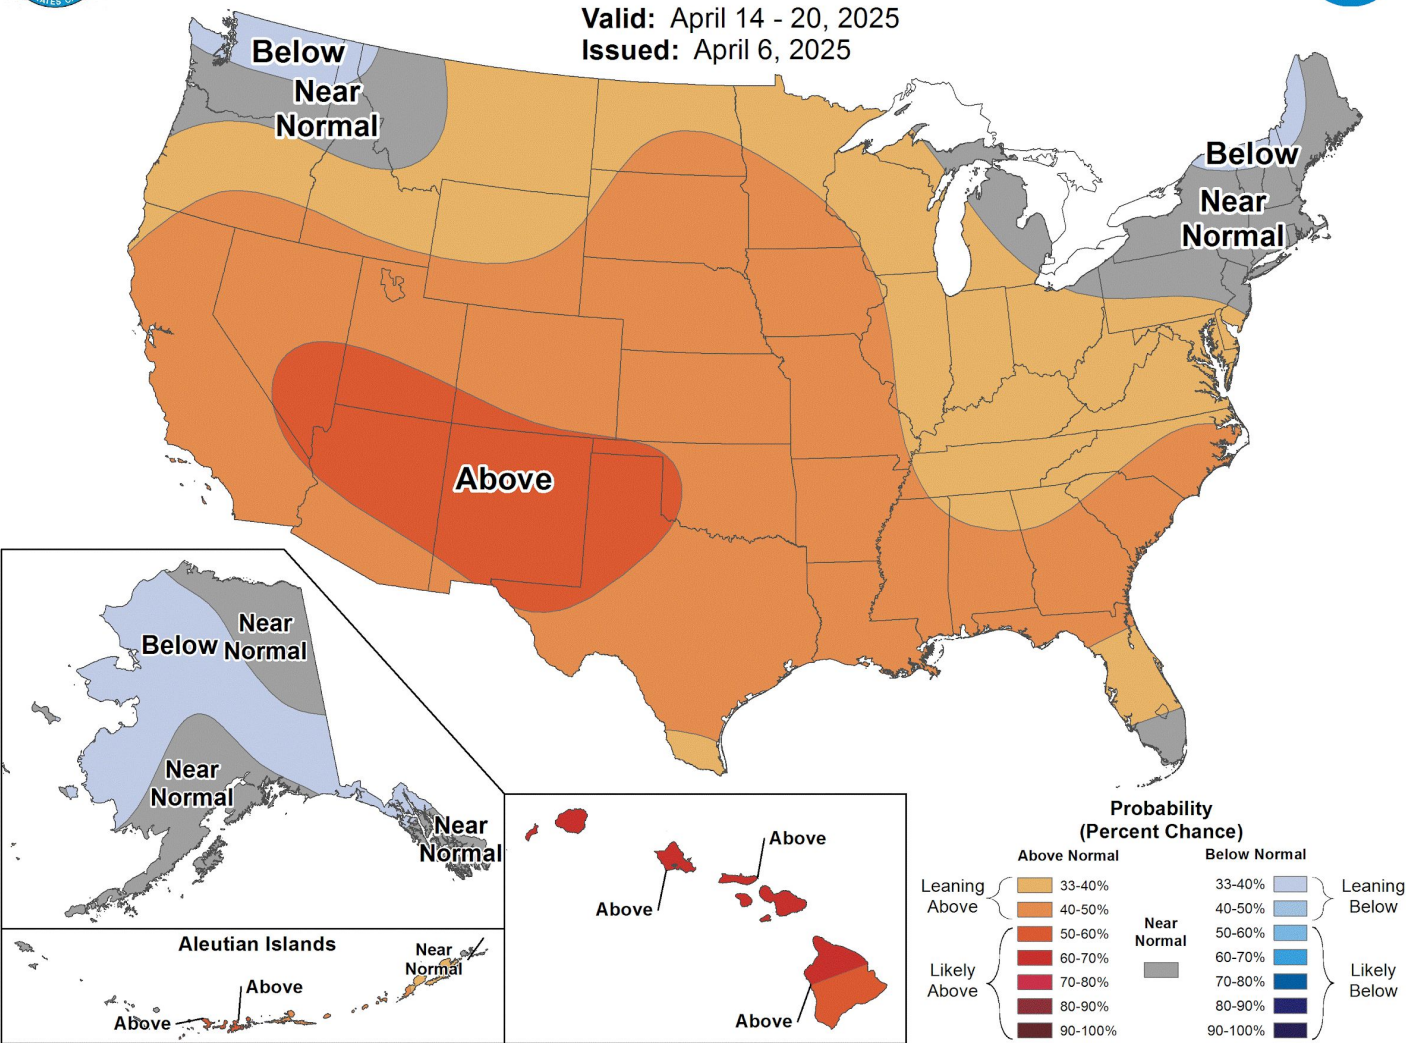 Valid: April 14 - 20, 2025
Issued: April 6, 2025
Below
Near
Normal
Below
Near
Normal
Above
Below
Near
Normal
Near
Normal
Near
Normal
Aleutian Islands
Near
Normal
Above
Above
Above
Above
Above
Probability
(Percent Chance)
Above Normal
Below Normal
Leaning
Above
33-40%
40-50%
Likely
Above
50-60%
60-70%
70-80%
80-90%
90-100%
Near
Normal
33-40%
40-50%
Leaning
Below
50-60%
60-70%
70-80%
80-90%
90-100%
Likely
Below